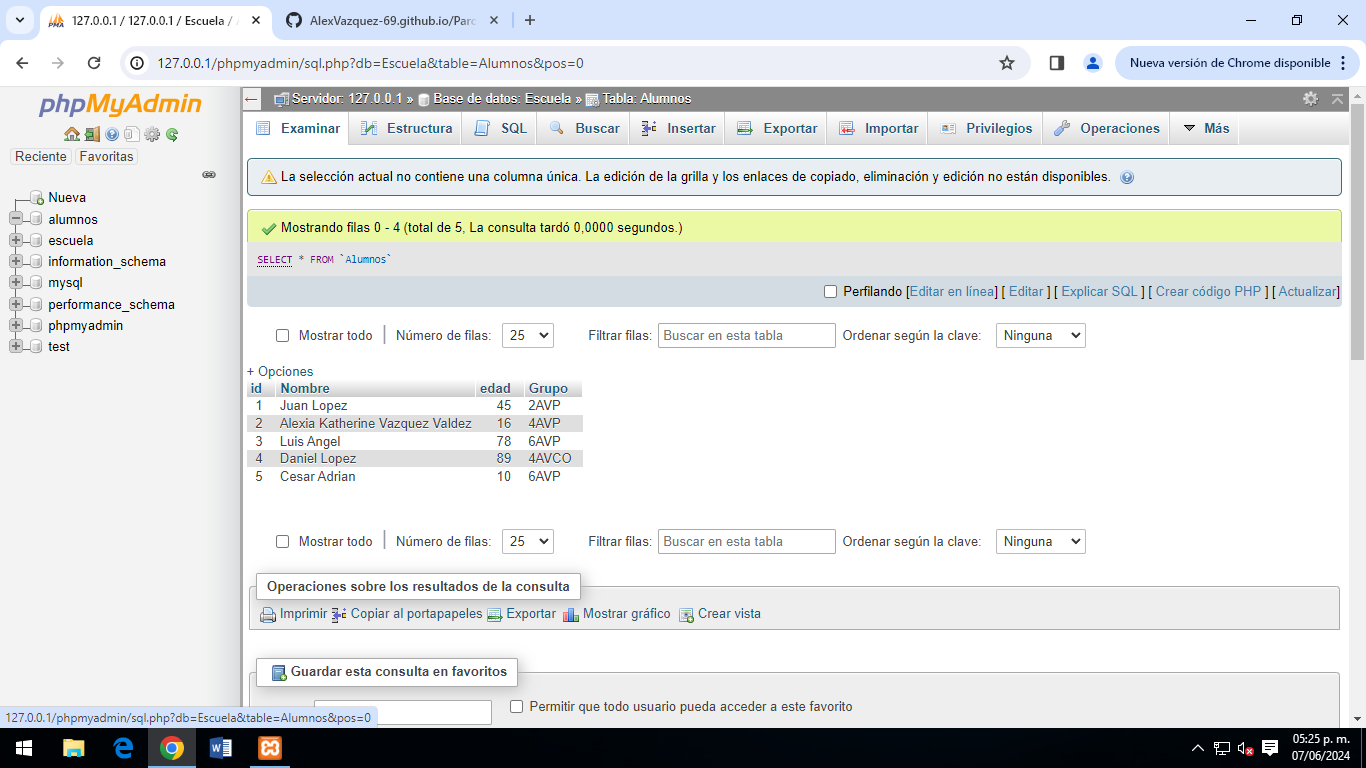 127.0.0.1 / 127.0.0.1 / Escuela /
AlexVazquez-69.github.io/Parc
127.0.0.1/phpmyadmin/sql.php?db=Escuela&table=Alumnos&pos=0
Nueva versión de Chrome disponible
phpMyAdmin
Reciente Favoritas
Nueva
alumnos
escuela
information_schema
mysql
performance_schema
phpmyadmin
test
Servidor: 127.0.0.1 » Base de datos: Escuela » Tabla: Alumnos
Examinar Estructura SQL Buscar Insertar Exportar Importar Privilegios Operaciones Más
La selección actual no contiene una columna única. La edición de la grilla y los enlaces de copiado, eliminación y edición no están disponibles.
Mostrando filas 0 - 4 (total de 5, La consulta tardó 0,0000 segundos.)
SELECT * FROM `Alumnos`
Perfilando [Editar en línea] [ Editar ] [ Explicar SQL ] [ Crear código PHP ] [ Actualizar]
Mostrar todo | Número de filas: 25 Filtrar filas: Buscar en esta tabla Ordenar según la clave: Ninguna
+ Opciones
id Nombre edad Grupo
1 Juan Lopez 45 2AVP
2 Alexia Katherine Vazquez Valdez 16 4AVP
3 Luis Angel 78 6AVP
4 Daniel Lopez 89 4AVCO
5 Cesar Adrian 10 6AVP
Mostrar todo | Número de filas: 25 Filtrar filas: Buscar en esta tabla Ordenar según la clave: Ninguna
Operaciones sobre los resultados de la consulta
Imprimir Copiar al portapapeles Exportar Mostrar gráfico Crear vista
Guardar esta consulta en favoritos
Permitir que todo usuario pueda acceder a este favorito
127.0.0.1/phpmyadmin/sql.php?db=Escuela&table=Alumnos&pos=0
05:25 p. m.
07/06/2024